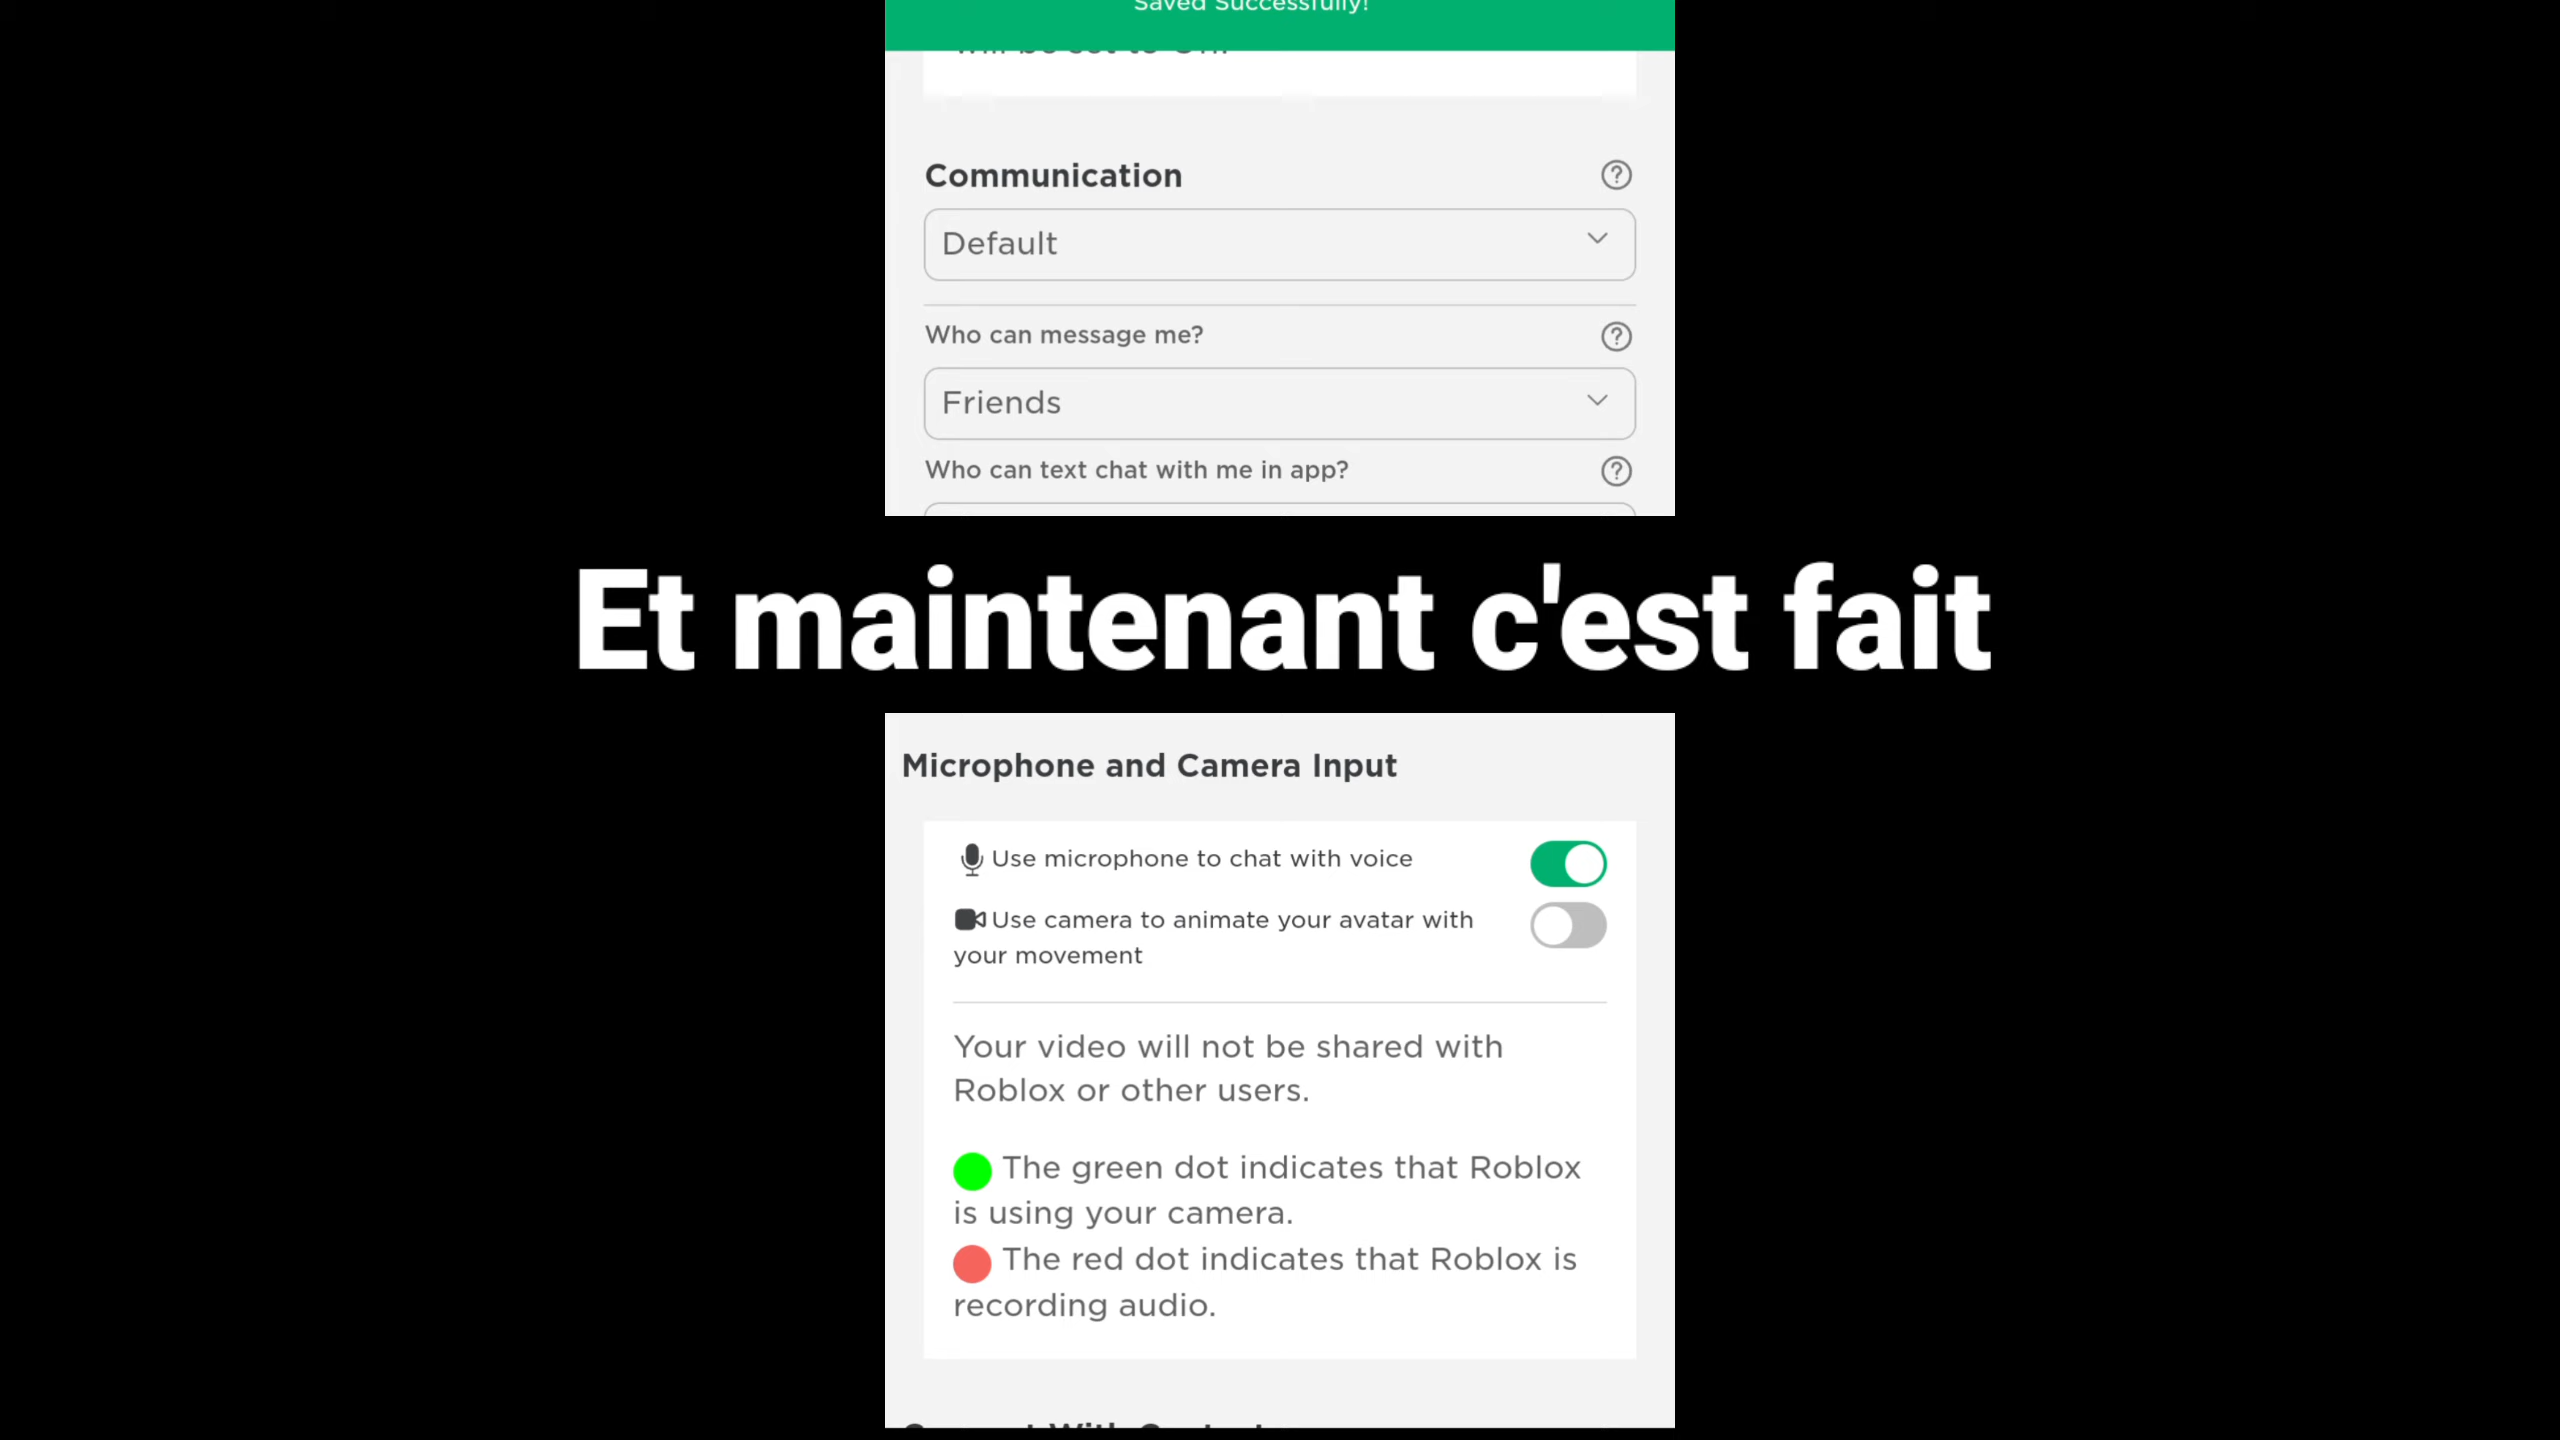 Saved Successfully!
Communication
Default
Who can message me?
Friends
Who can text chat with me in app?
Et maintenant c'est fait
Microphone and Camera Input
Use microphone to chat with voice
Use camera to animate your avatar with
your movement
Your video will not be shared with
Roblox or other users.
The green dot indicates that Roblox
is using your camera.
The red dot indicates that Roblox is
recording audio.